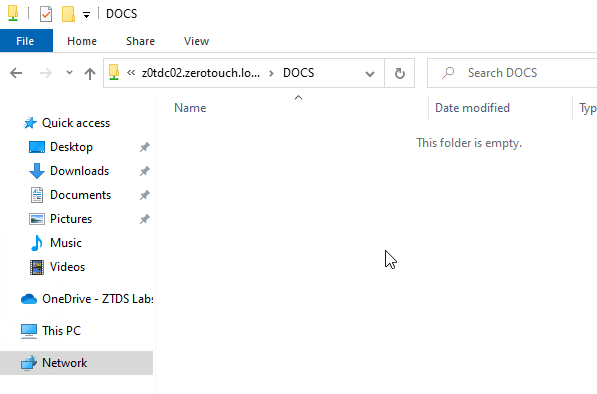 DOCS
File Home Share View
z0tdc02.zerotouch.lo... DOCS Search DOCS
Name Date modified Typ
This folder is empty.
Quick access
Desktop
Downloads
Documents
Pictures
Music
Videos
OneDrive - ZTDS Labs
This PC
Network